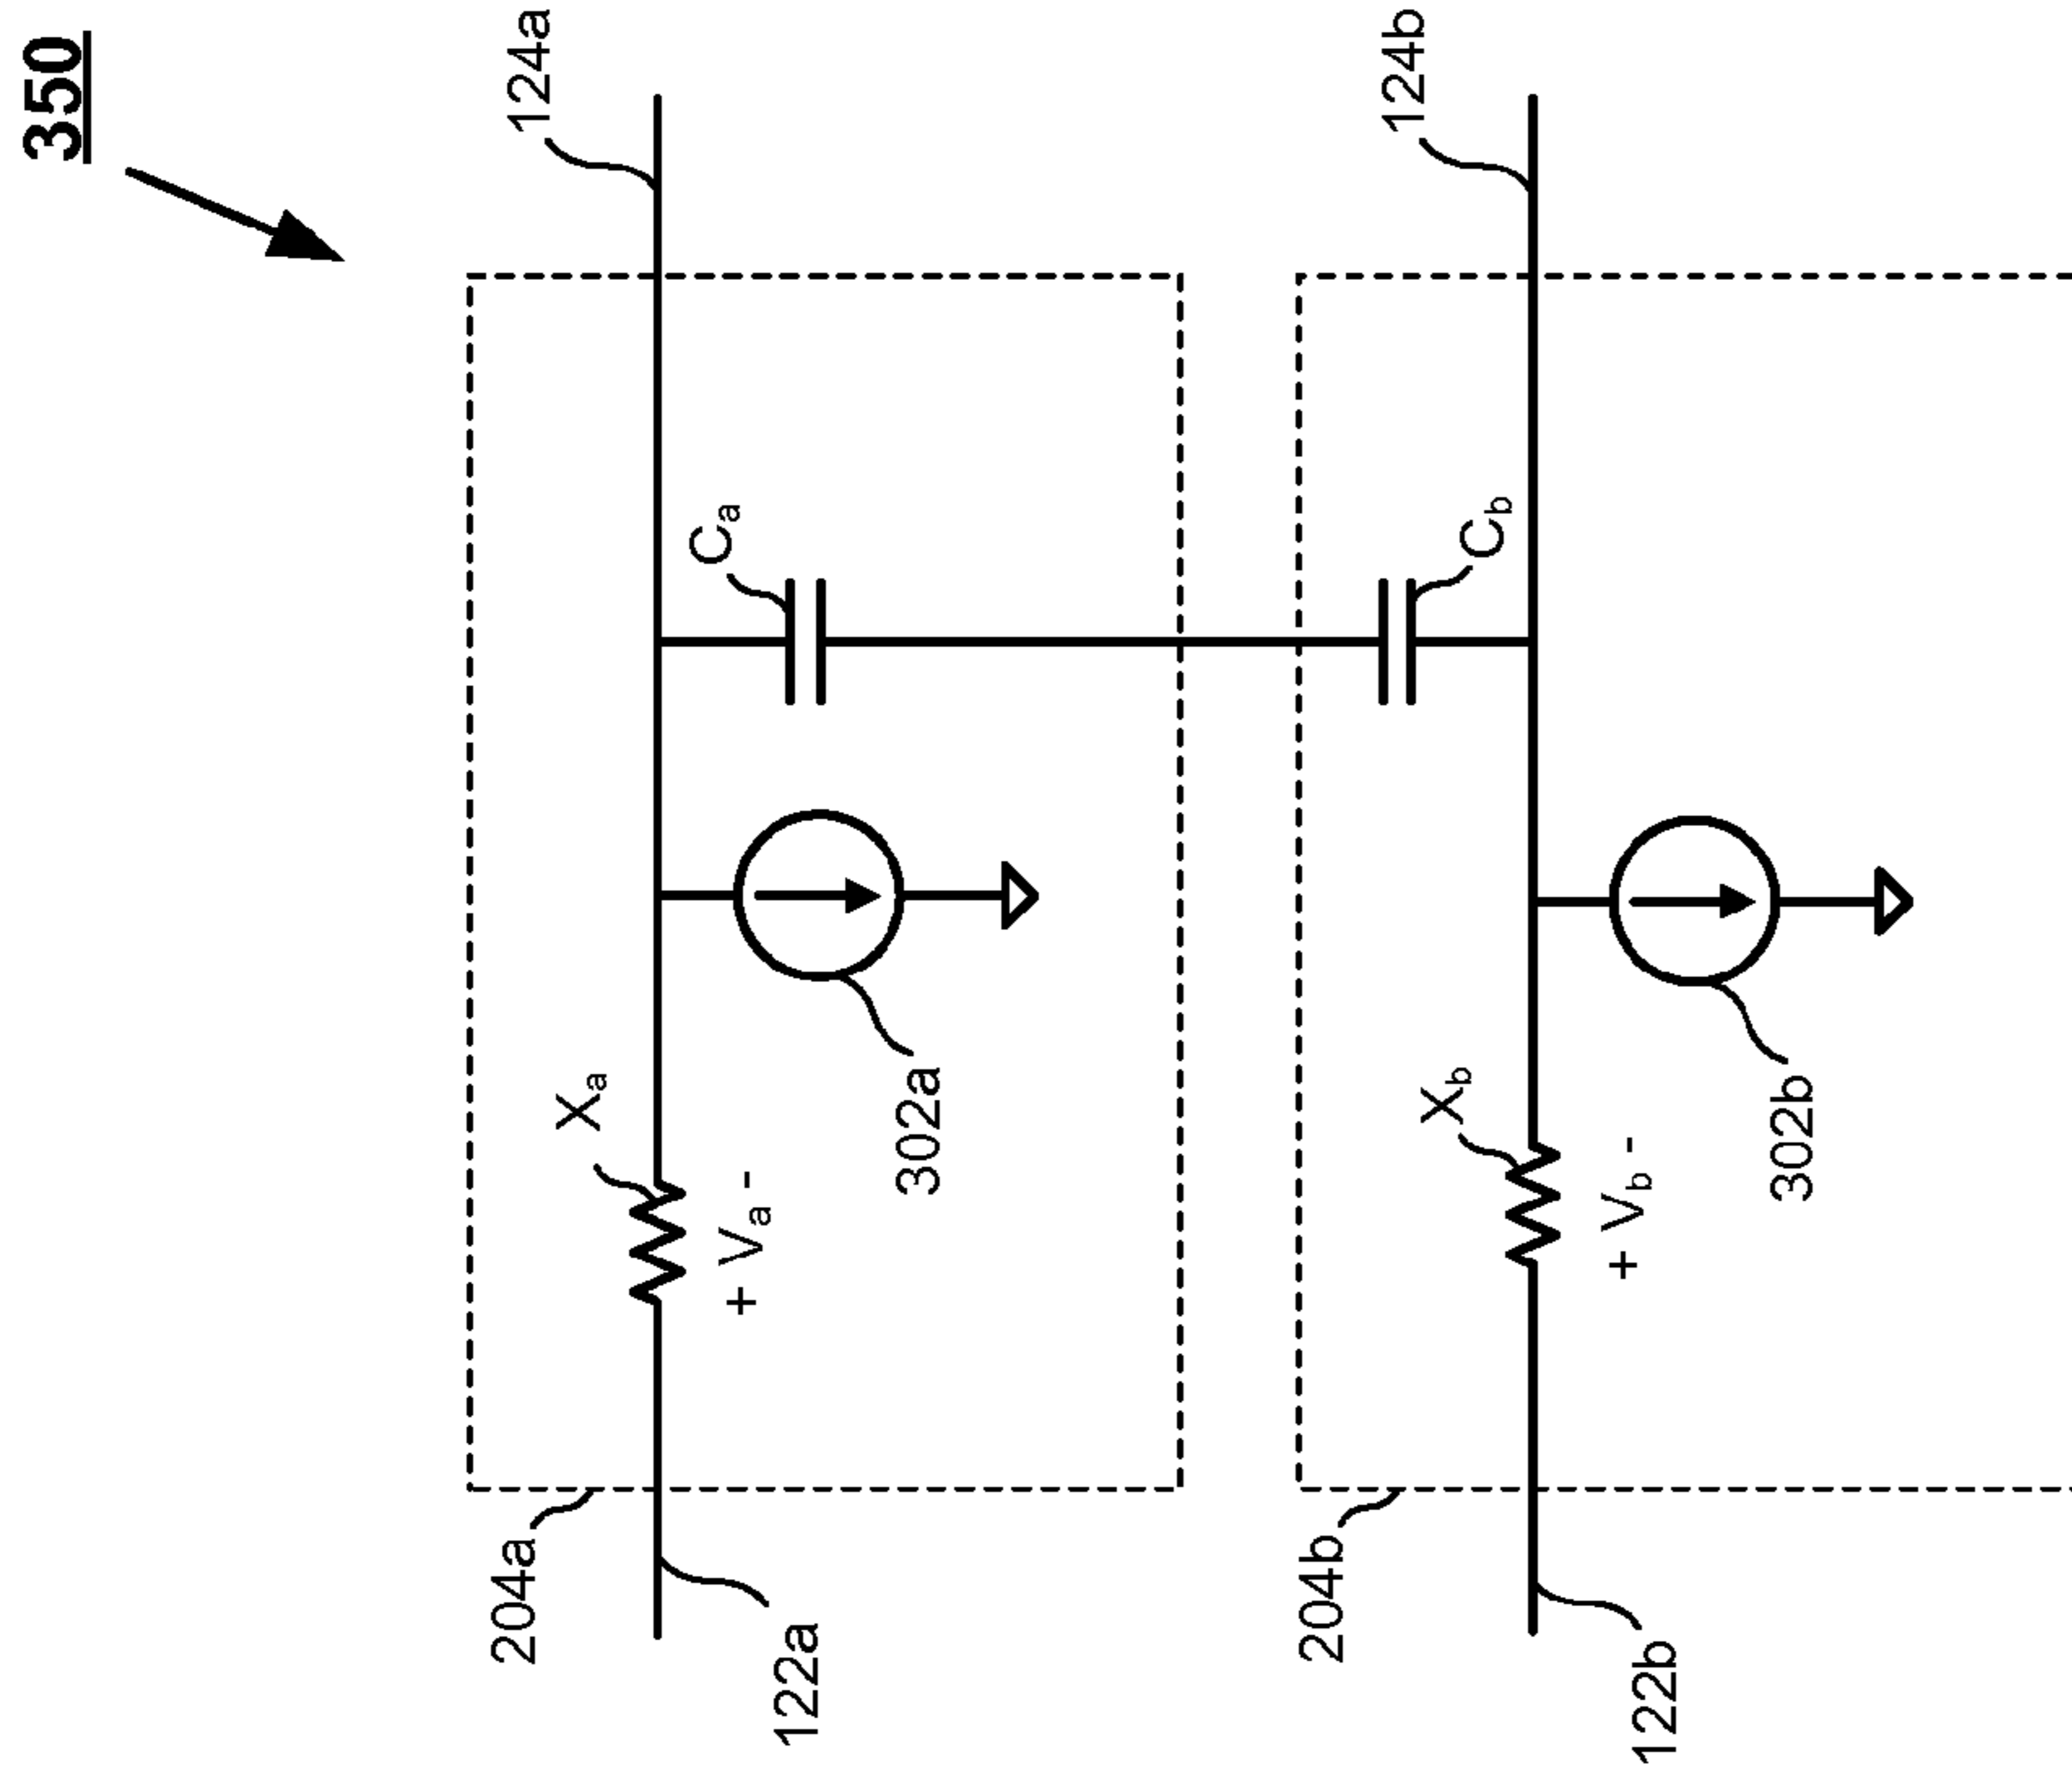 350
204a
124a
Xa
Ca
+ Va -
122a
302a
204b
124b
Xb
Cb
+ Vb -
122b
302b